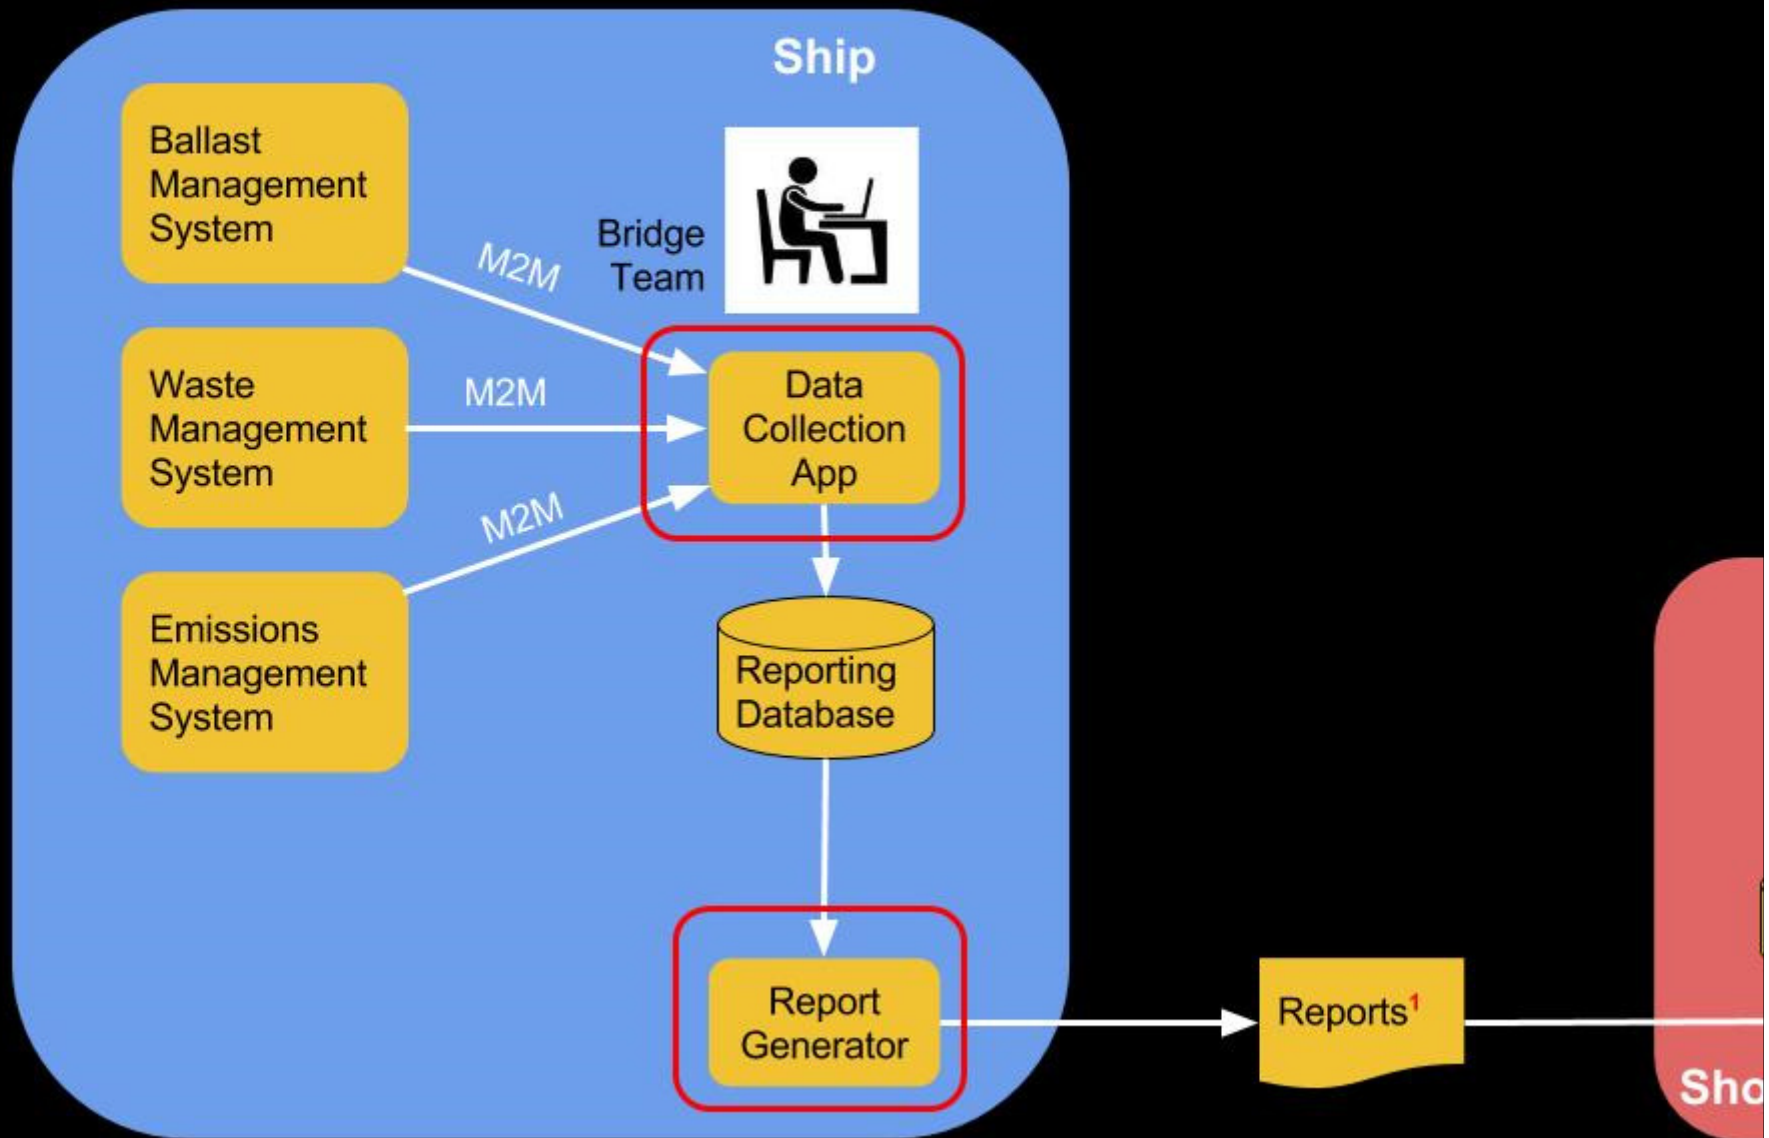 Ship
Ballast
Management
System
M2M
Bridge
Team
Waste
Management
System
M2M
Data
Collection
App
M2M
Emissions
Management
System
Reporting
Database
Report
Generator
Reports¹
Sho